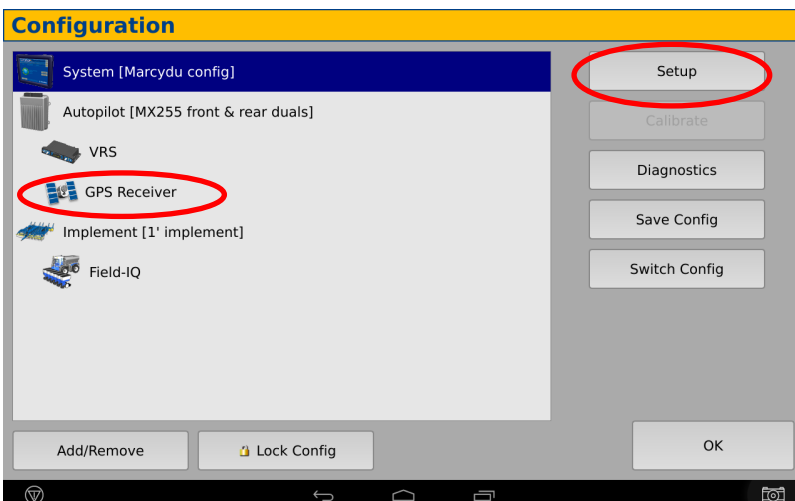 Configuration
System [Marcydu config]
Autopilot [MX255 front & rear duals]
VRS
GPS Receiver
Implement [1' implement]
Field-IQ
Setup
Calibrate
Diagnostics
Save Config
Switch Config
Add/Remove
Lock Config
OK